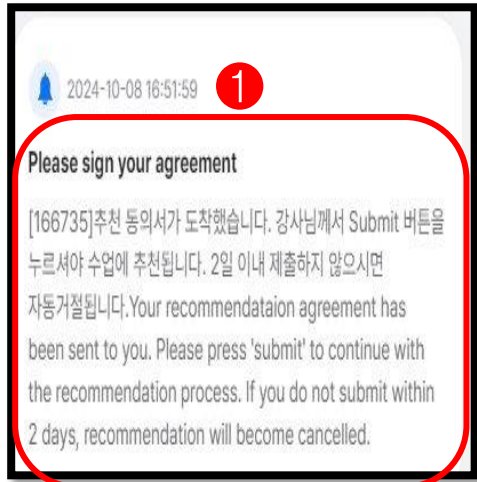 2024-10-08 16:51:59 1
Please sign your agreement
[166735]추천 동의서가 도착했습니다. 강사님께서 Submit 버튼을
누르셔야 수업에 추천됩니다. 2일 이내 제출하지 않으시면
자동거절됩니다.Your recommendataion agreement has
been sent to you. Please press 'submit' to continue with
the recommendation process. If you do not submit within
2 days, recommendation will become cancelled.